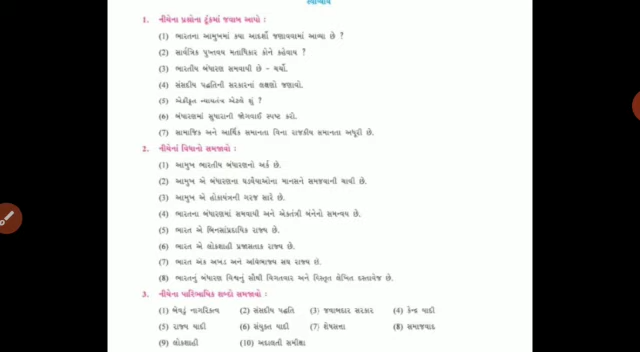 સ્વાધ્યાય
1. નીચેના પ્રશ્નોના ટૂંકમાં જવાબ આપો :
(1) ભારતના આમુખમાં કયા આદર્શો જણાવવામાં આવ્યા છે ?
(2) સાર્વત્રિક પુખ્તવય મતાધિકાર કોને કહેવાય ?
(3) ભારતીય બંધારણ સમવાયી છે - ચર્ચો.
(4) સંસદીય પદ્ધતિની સરકારનાં લક્ષણો જણાવો.
(5) એકીકૃત ન્યાયતંત્ર એટલે શું ?
(6) બંધારણમાં સુધારાની જોગવાઈ સ્પષ્ટ કરો.
(7) સામાજિક અને આર્થિક સમાનતા વિના રાજકીય સમાનતા અધૂરી છે.
2. નીચેનાં વિધાનો સમજાવો :
(1) આમુખ ભારતીય બંધારણનો અર્ક છે.
(2) આમુખ એ બંધારણના ઘડવૈયાઓના માનસને સમજવાની ચાવી છે.
(3) આમુખ એ હોકાયંત્રની ગરજ સારે છે.
(4) ભારતના બંધારણમાં સમવાયી અને એકતંત્રી બંનેનો સમન્વય છે.
(5) ભારત એ બિનસાંપ્રદાયિક રાજ્ય છે.
(6) ભારત એ લોકશાહી પ્રજાસત્તાક રાજ્ય છે.
(7) ભારત એક અખંડ અને અવિભાજ્ય સંઘ રાજ્ય છે.
(8) ભારતનું બંધારણ વિશ્વનું સૌથી વિગતવાર અને વિસ્તૃત લેખિત દસ્તાવેજ છે.
3. નીચેના પારિભાષિક શબ્દો સમજાવો :
(1) બેવડું નાગરિકત્વ (2) સંસદીય પદ્ધતિ (3) જવાબદાર સરકાર (4) કેન્દ્ર યાદી
(5) રાજ્ય યાદી (6) સંયુક્ત યાદી (7) શેષસત્તા (8) સમાજવાદ
(9) લોકશાહી (10) અદાલતી સમીક્ષા